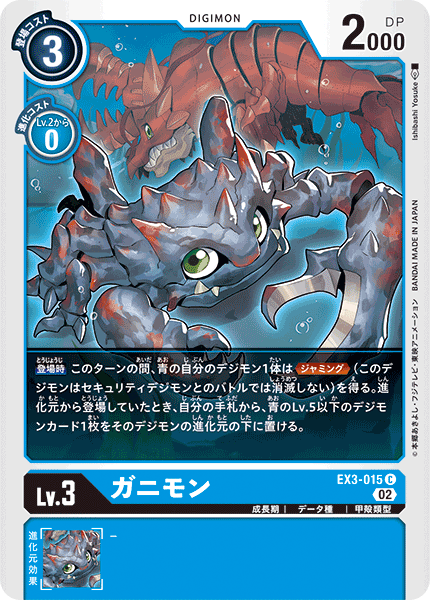 DIGIMON
登場コスト
3
DP
2000
進化コスト
Lv.2から
0
Ishibashi Yosuke
BANDAI MADE IN JAPAN
©本郷あきよし・フジテレビ・東映アニメーション
登場時 このターンの間、青の自分のデジモン1体は ジャミング (このデ
ジモンはセキュリティデジモンとのバトルでは消滅しない)を得る。進
化元から登場していたとき、自分の手札から、青のLv.5以下のデジ
モンカード1枚をそのデジモンの進化元の下に置ける。
EX3-015 C
Lv.3 ガニモン
02
成長期 | データ種 | 甲殻類型
進化元効果
–